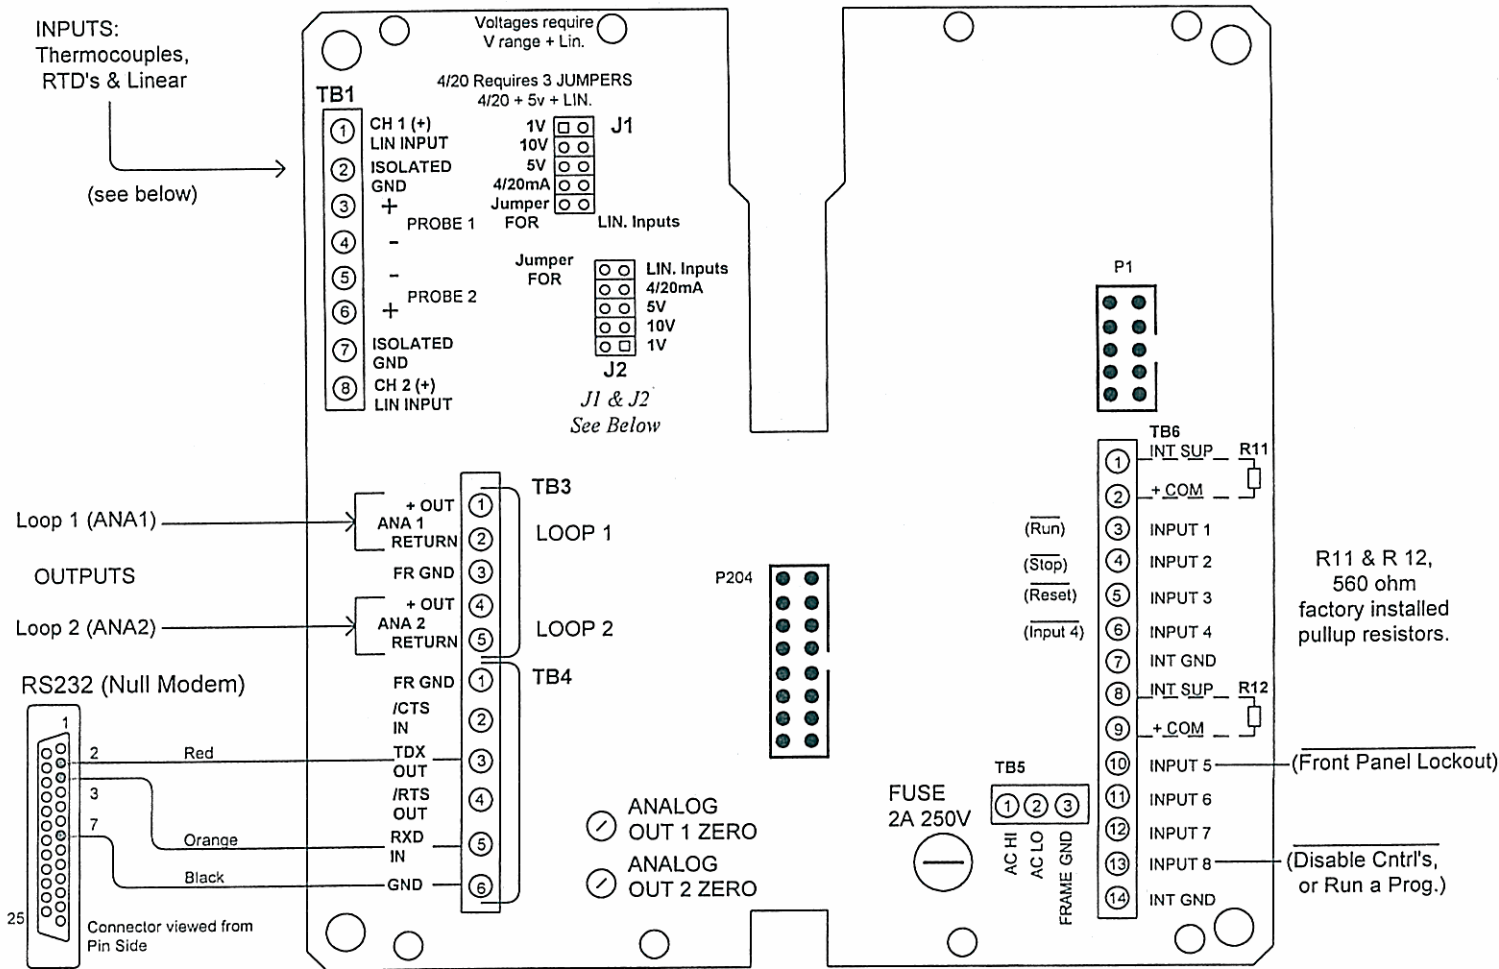 INPUTS:
Thermocouples,
RTD's & Linear
(see below)
Voltages require
V range + Lin.
4/20 Requires 3 JUMPERS
4/20 + 5v + LIN.
TB1
1 CH 1 (+)
LIN INPUT
2 ISOLATED
GND
3 +
PROBE 1
4 -
5 -
PROBE 2
6 +
7 ISOLATED
GND
8 CH 2 (+)
LIN INPUT
1V J1
10V
5V
4/20mA
Jumper
FOR LIN. Inputs
Jumper
FOR
LIN. Inputs
4/20mA
5V
10V
1V
J2
J1 & J2
See Below
Loop 1 (ANA1)
OUTPUTS
Loop 2 (ANA2)
TB3
+ OUT 1
ANA 1
RETURN 2
LOOP 1
FR GND 3
+ OUT 4
ANA 2
RETURN 5
LOOP 2
TB4
FR GND 1
/CTS
IN 2
TDX
OUT 3
/RTS
OUT 4
RXD
IN 5
GND 6
RS232 (Null Modem)
1
2 Red
3
7
Orange
Black
25
Connector viewed from
Pin Side
ANALOG
OUT 1 ZERO
ANALOG
OUT 2 ZERO
P204
P1
FUSE
2A 250V
TB5
1 2 3
AC HI
AC LO
FRAME GND
TB6
1 INT SUP R11
2 + COM
(Run) 3 INPUT 1
(Stop) 4 INPUT 2
(Reset) 5 INPUT 3
(Input 4) 6 INPUT 4
7 INT GND
8 INT SUP R12
9 + COM
10 INPUT 5 (Front Panel Lockout)
11 INPUT 6
12 INPUT 7
13 INPUT 8 (Disable Cntrl's,
or Run a Prog.)
14 INT GND
R11 & R 12,
560 ohm
factory installed
pullup resistors.